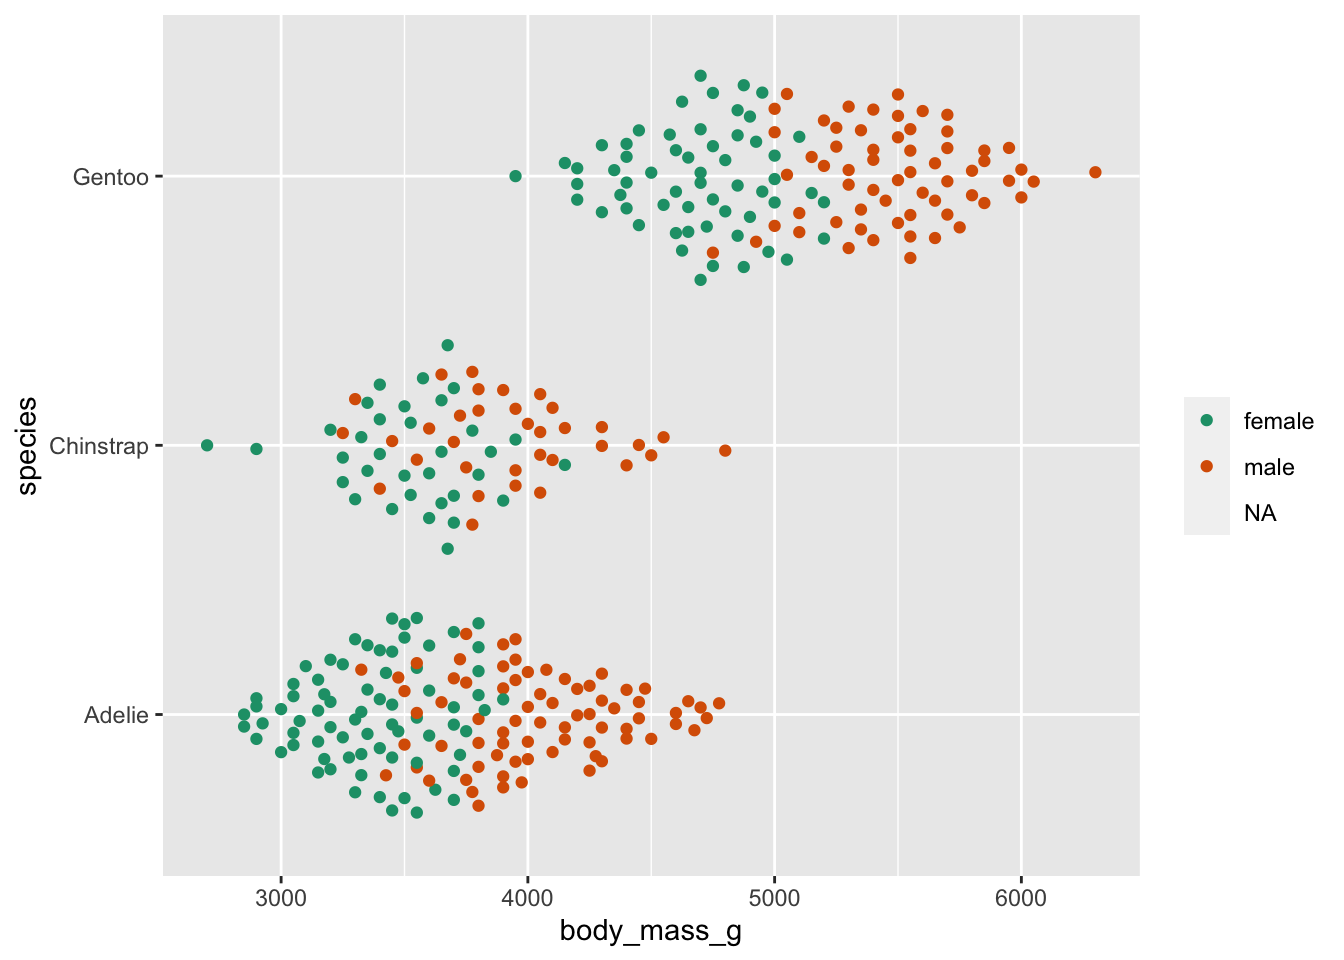 species
Gentoo
Chinstrap
Adelie
3000
4000
5000
6000
body_mass_g
female
male
NA